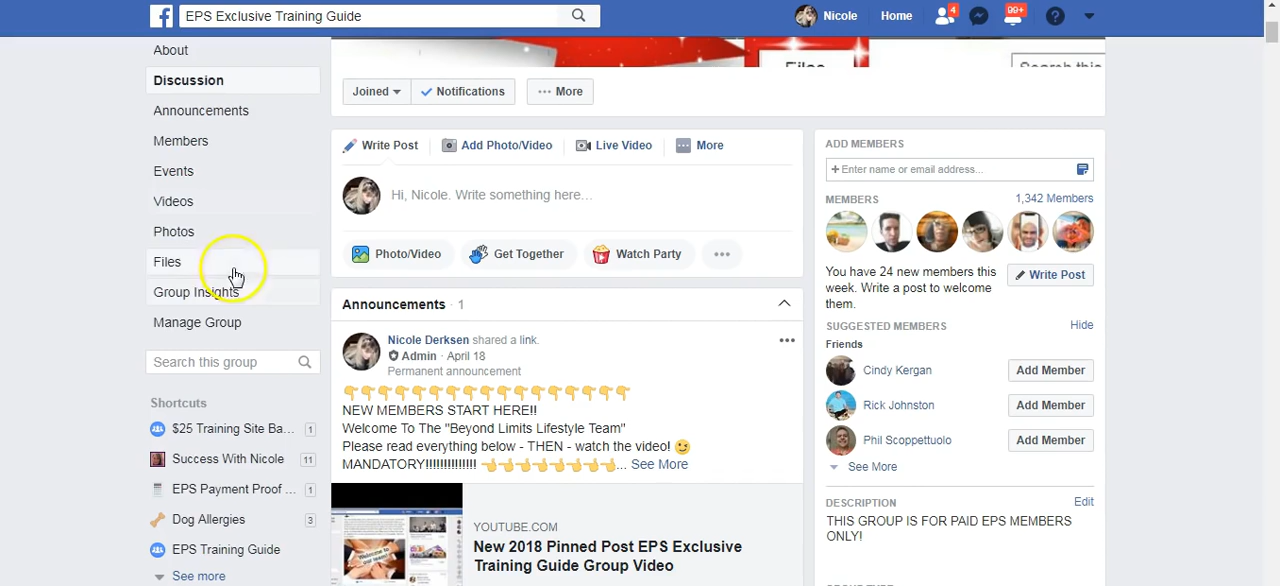 EPS Exclusive Training Guide
Nicole
Home
4
99+
About
Discussion
Announcements
Members
Events
Videos
Photos
Files
Group Insights
Manage Group
Search this group
Shortcuts
$25 Training Site Ba... 1
Success With Nicole 11
EPS Payment Proof ... 1
Dog Allergies 3
EPS Training Guide
See more
Files
Search this
Joined
Notifications
More
Write Post
Add Photo/Video
Live Video
More
Hi, Nicole. Write something here...
Photo/Video
Get Together
Watch Party
Announcements · 1
Nicole Derksen shared a link.
Admin · April 18
Permanent announcement
NEW MEMBERS START HERE!!
Welcome To The "Beyond Limits Lifestyle Team"
Please read everything below - THEN - watch the video! 😉
MANDATORY!!!!!!!!!!!!!! 👈👈👈👈👈👈👈👈... See More
YOUTUBE.COM
New 2018 Pinned Post EPS Exclusive
Training Guide Group Video
ADD MEMBERS
+ Enter name or email address...
MEMBERS
1,342 Members
You have 24 new members this
week. Write a post to welcome
them.
Write Post
SUGGESTED MEMBERS
Hide
Friends
Cindy Kergan
Add Member
Rick Johnston
Add Member
Phil Scoppettuolo
Add Member
See More
DESCRIPTION
Edit
THIS GROUP IS FOR PAID EPS MEMBERS
ONLY!